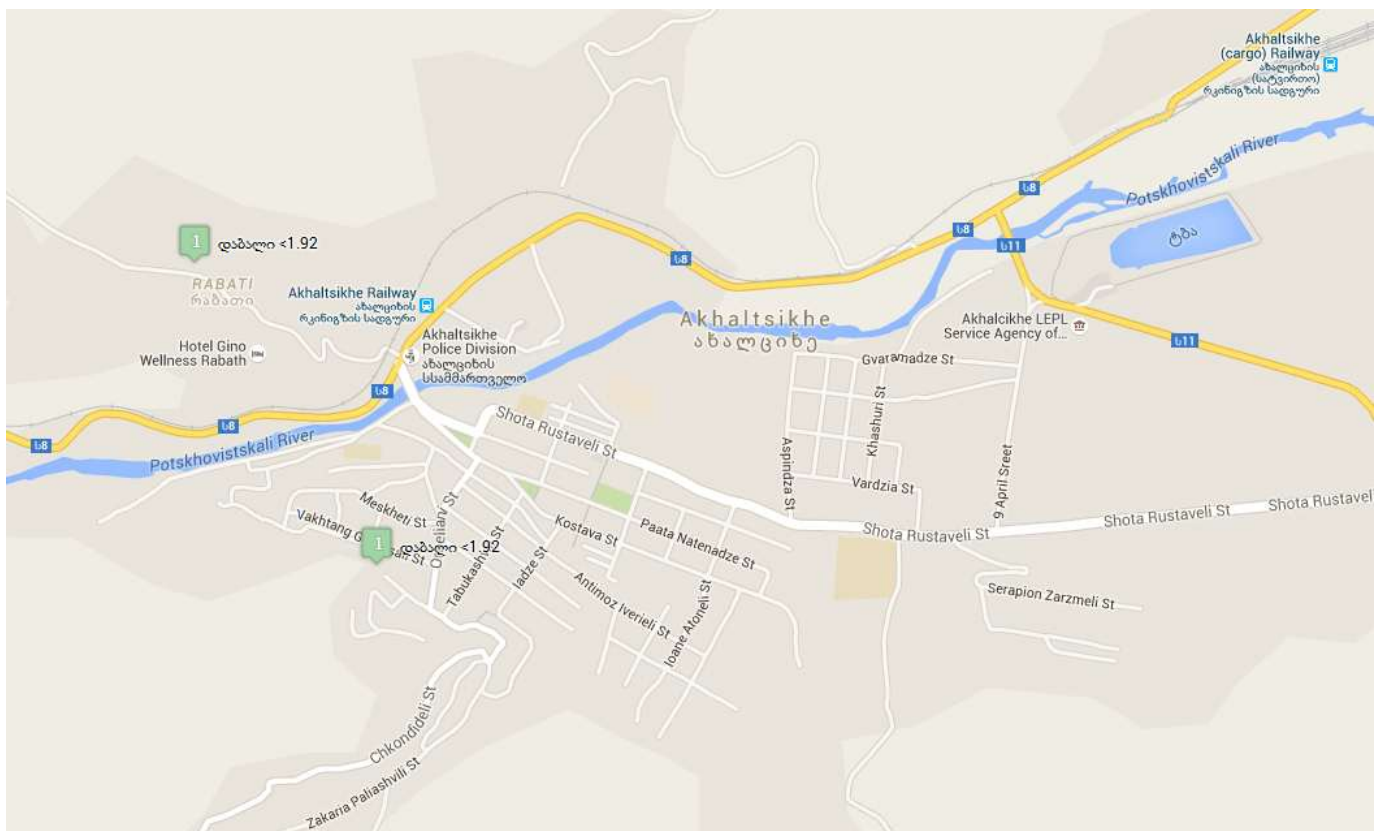 Akhaltsikhe
(cargo) Railway
ახალციხის
(სატვირთო)
რკინიგზის სადგური
Potskhovistskali River
ს8
ს8
ტბა
ს11
1
დაბალი <1.92
ს8
RABATI
რაბათი
Akhaltsikhe Railway
ახალციხის
რკინიგზის სადგური
Akhaltsikhe
ახალციხე
Akhalcikhe LEPL
Service Agency of...
Hotel Gino
Wellness Rabath
Akhaltsikhe
Police Division
ახალციხის
სსამმართველო
ს11
Gvaramadze St
ს8
ს8
ს8
Potskhovistskali River
Shota Rustaveli St
Aspindza St
Khashuri St
Vardzia St
9 April Sreet
Shota Rustaveli St
Shota Rustaveli St
Shota Rustaveli
Meskheti St
Vakhtang
St
1
დაბალი <1.92
St
Tabukashvili St
Iadze St
Kostava St
Paata Natenadze St
Antimoz Iverieli St
Ioane Atoneli St
Serapion Zarzmeli St
Chkondideli St
Zakaria Paliashvili St